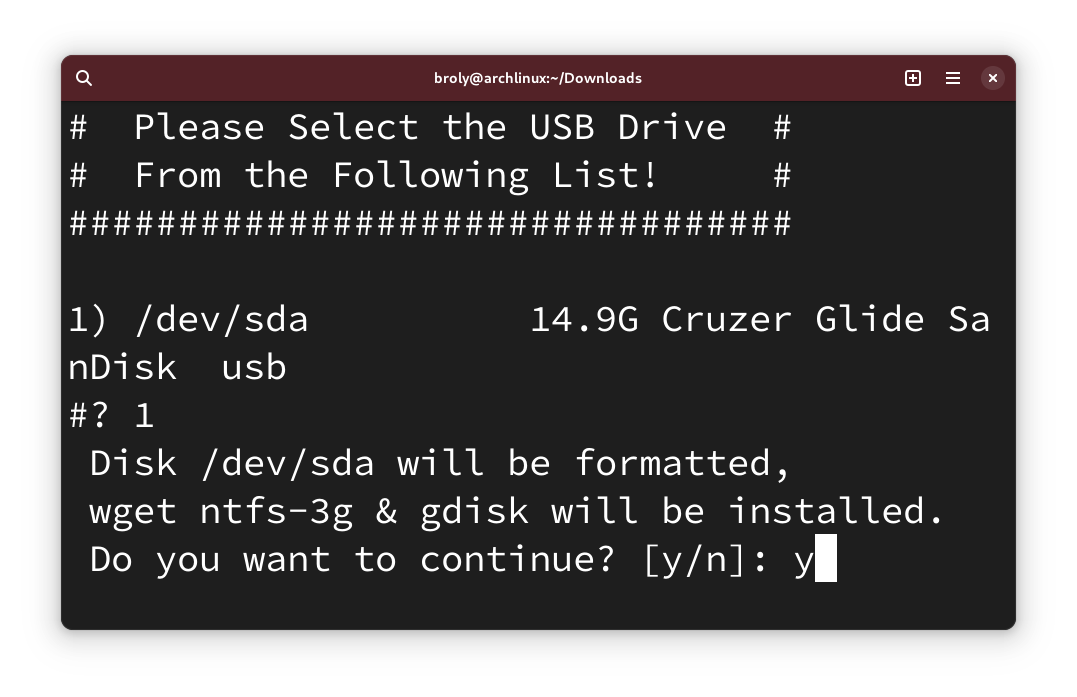 broly@archlinux:~/Downloads
#  Please Select the USB Drive  #
#  From the Following List!     #
#################################
1) /dev/sda          14.9G Cruzer Glide Sa
nDisk  usb
#? 1
 Disk /dev/sda will be formatted,
 wget ntfs-3g & gdisk will be installed.
 Do you want to continue? [y/n]: y